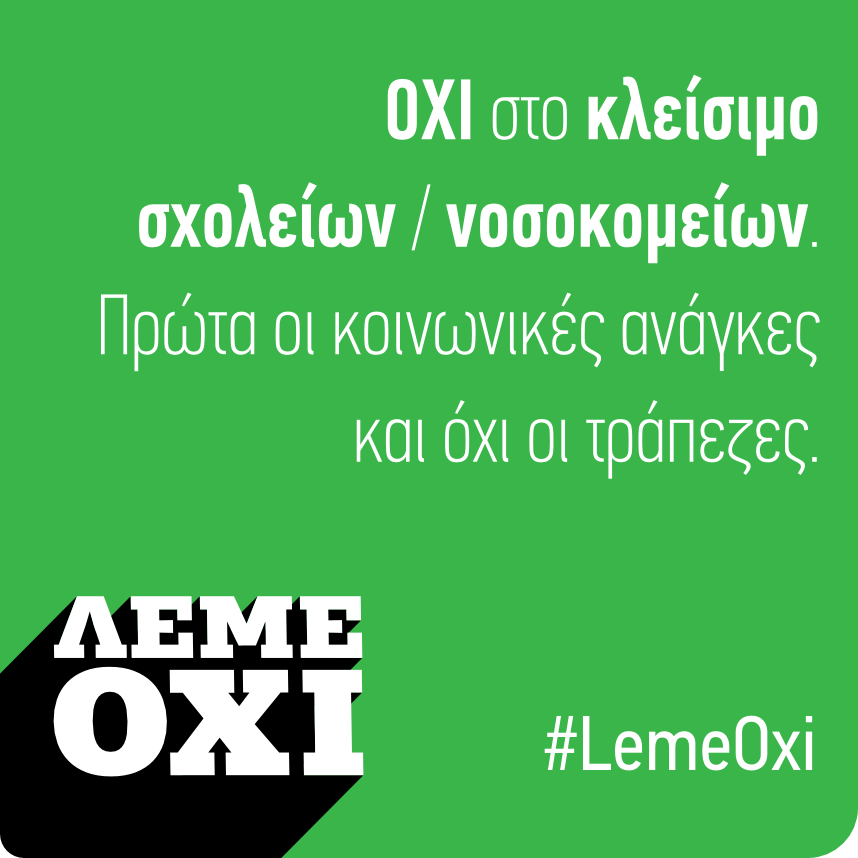 ΟΧΙ στο κλείσιμο
σχολείων / νοσοκομείων.
Πρώτα οι κοινωνικές ανάγκες
και όχι οι τράπεζες.
ΛΕΜΕ
ΟΧΙ
#LemeOxi